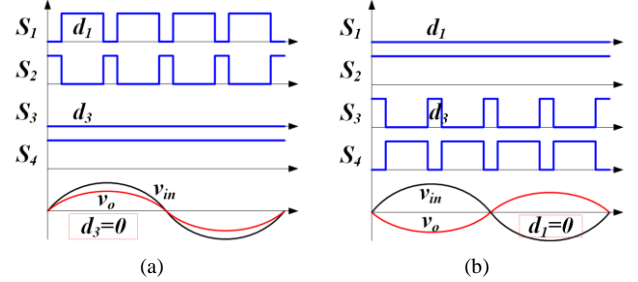 S1 d1
S2
S3 d3
S4
vo vin
d3=0
(a)
S1 d1
S2
S3 d3
S4
vin
vo d1=0
(b)